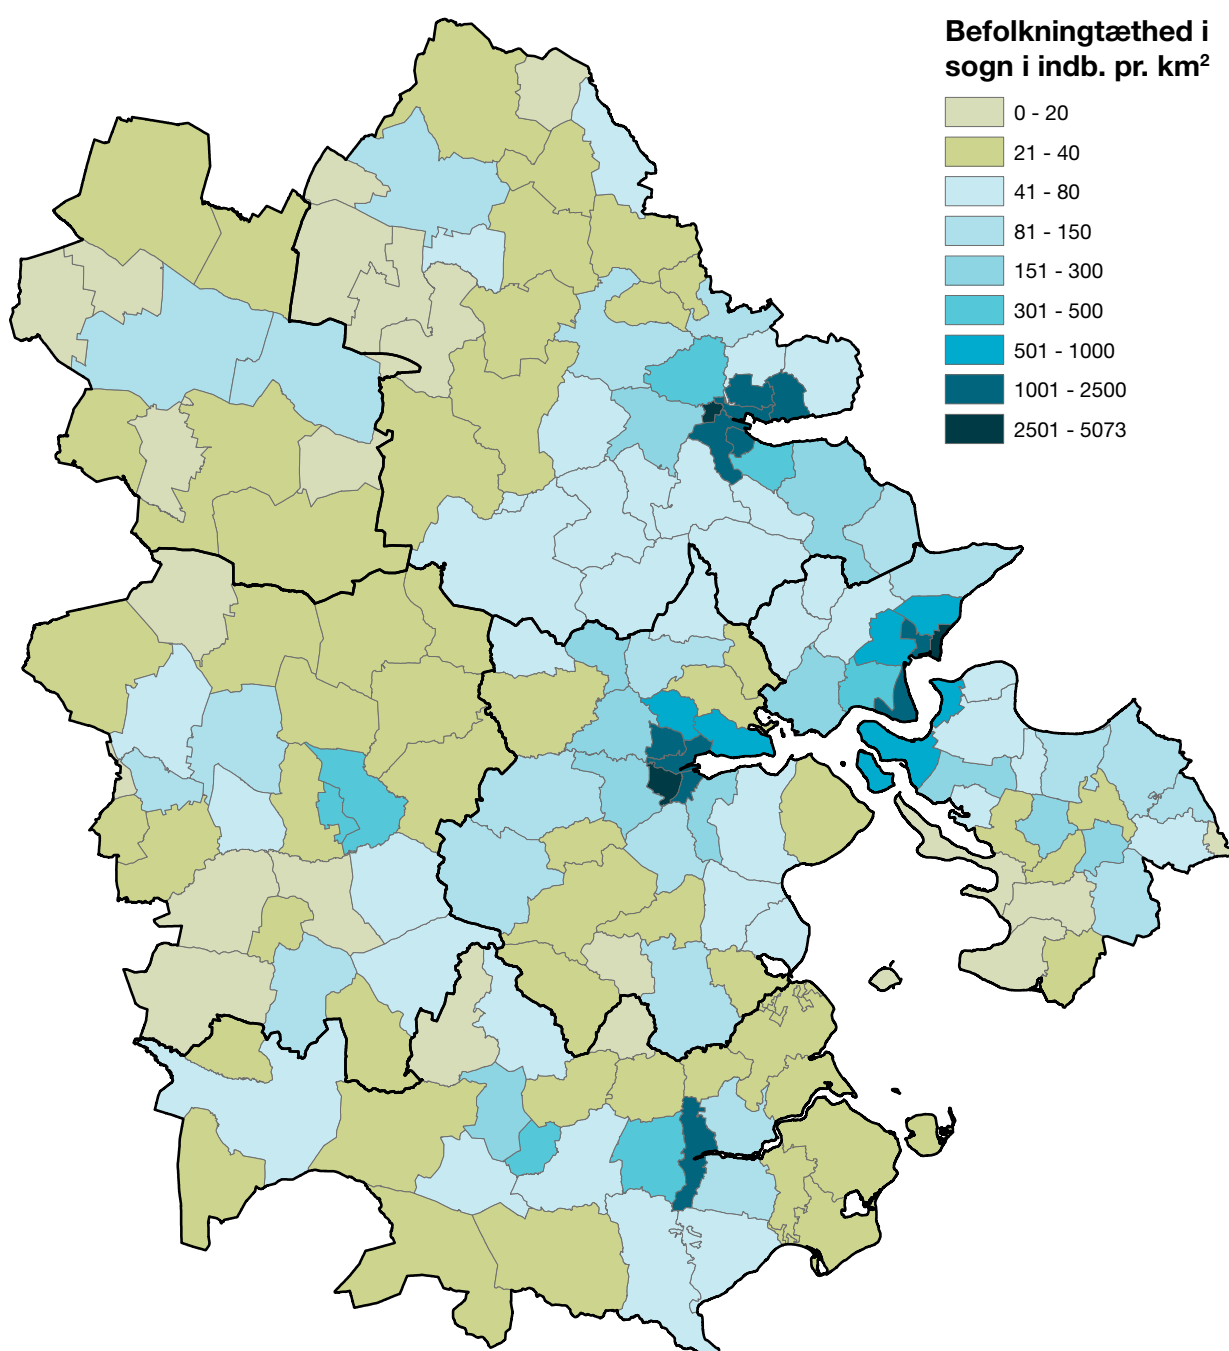 Befolkningtæthed i
sogn i indb. pr. km²
0 - 20
21 - 40
41 - 80
81 - 150
151 - 300
301 - 500
501 - 1000
1001 - 2500
2501 - 5073